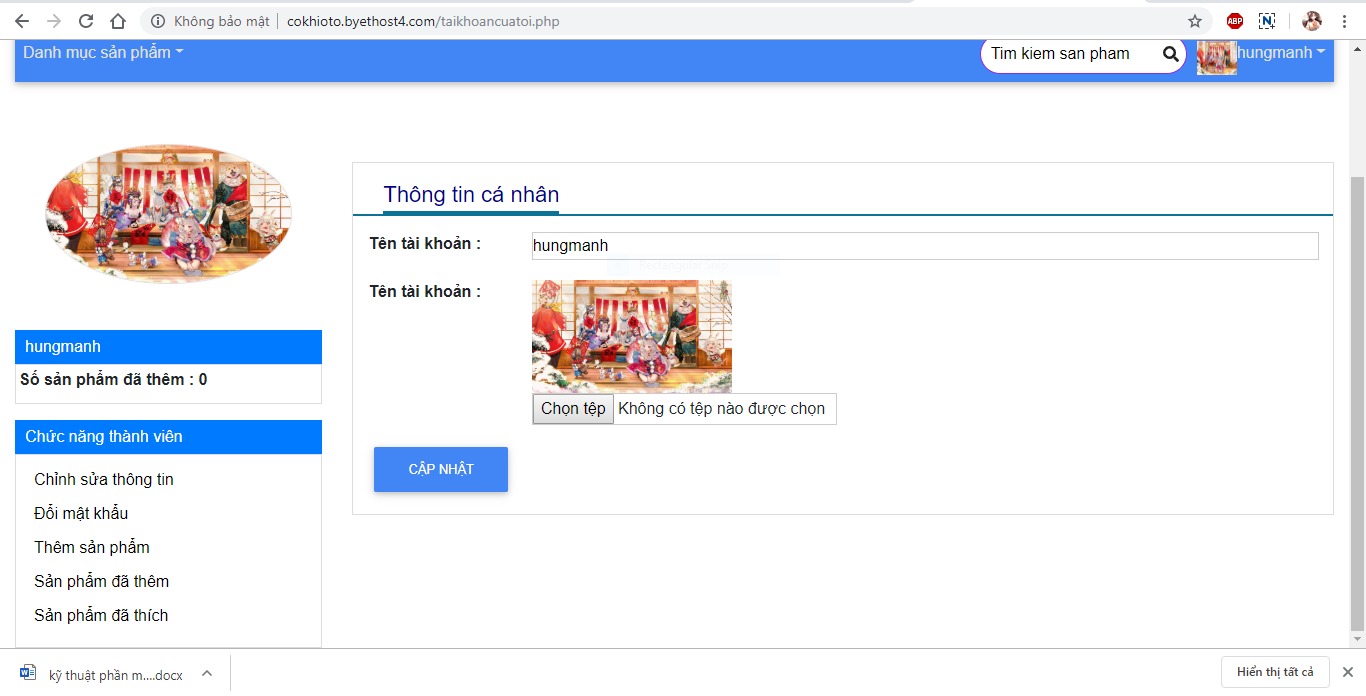 Không bảo mật
cokhioto.byethost4.com/taikhoancuatoi.php
ABP
N
Danh mục sản phẩm
Tim kiem san pham
hungmanh
Thông tin cá nhân
Tên tài khoản :
hungmanh
Tên tài khoản :
Chọn tệp Không có tệp nào được chọn
CẬP NHẬT
hungmanh
Số sản phẩm đã thêm : 0
Chức năng thành viên
Chỉnh sửa thông tin
Đổi mật khẩu
Thêm sản phẩm
Sản phẩm đã thêm
Sản phẩm đã thích
kỹ thuật phần m....docx
Hiển thị tất cả